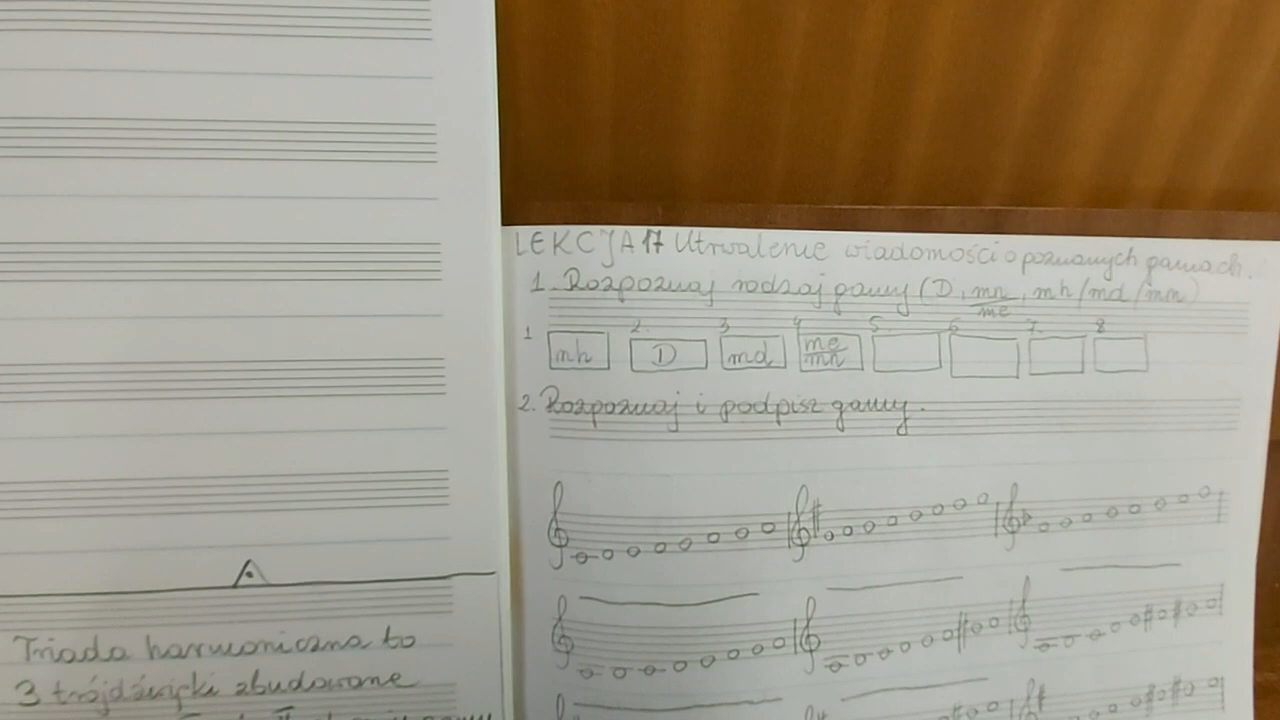 Triada harmoniczna to
3 trójdźwięki zbudowane
LEKCJA 17 Utrwalenie wiadomości o poznanych gamach.
1. Rozpoznaj rodzaj gamy (D, mn/me, mh/md/mm)
1 2. 3 4 5. 6 7. 8
mh D md me/mn
2. Rozpoznaj i podpisz gamy.